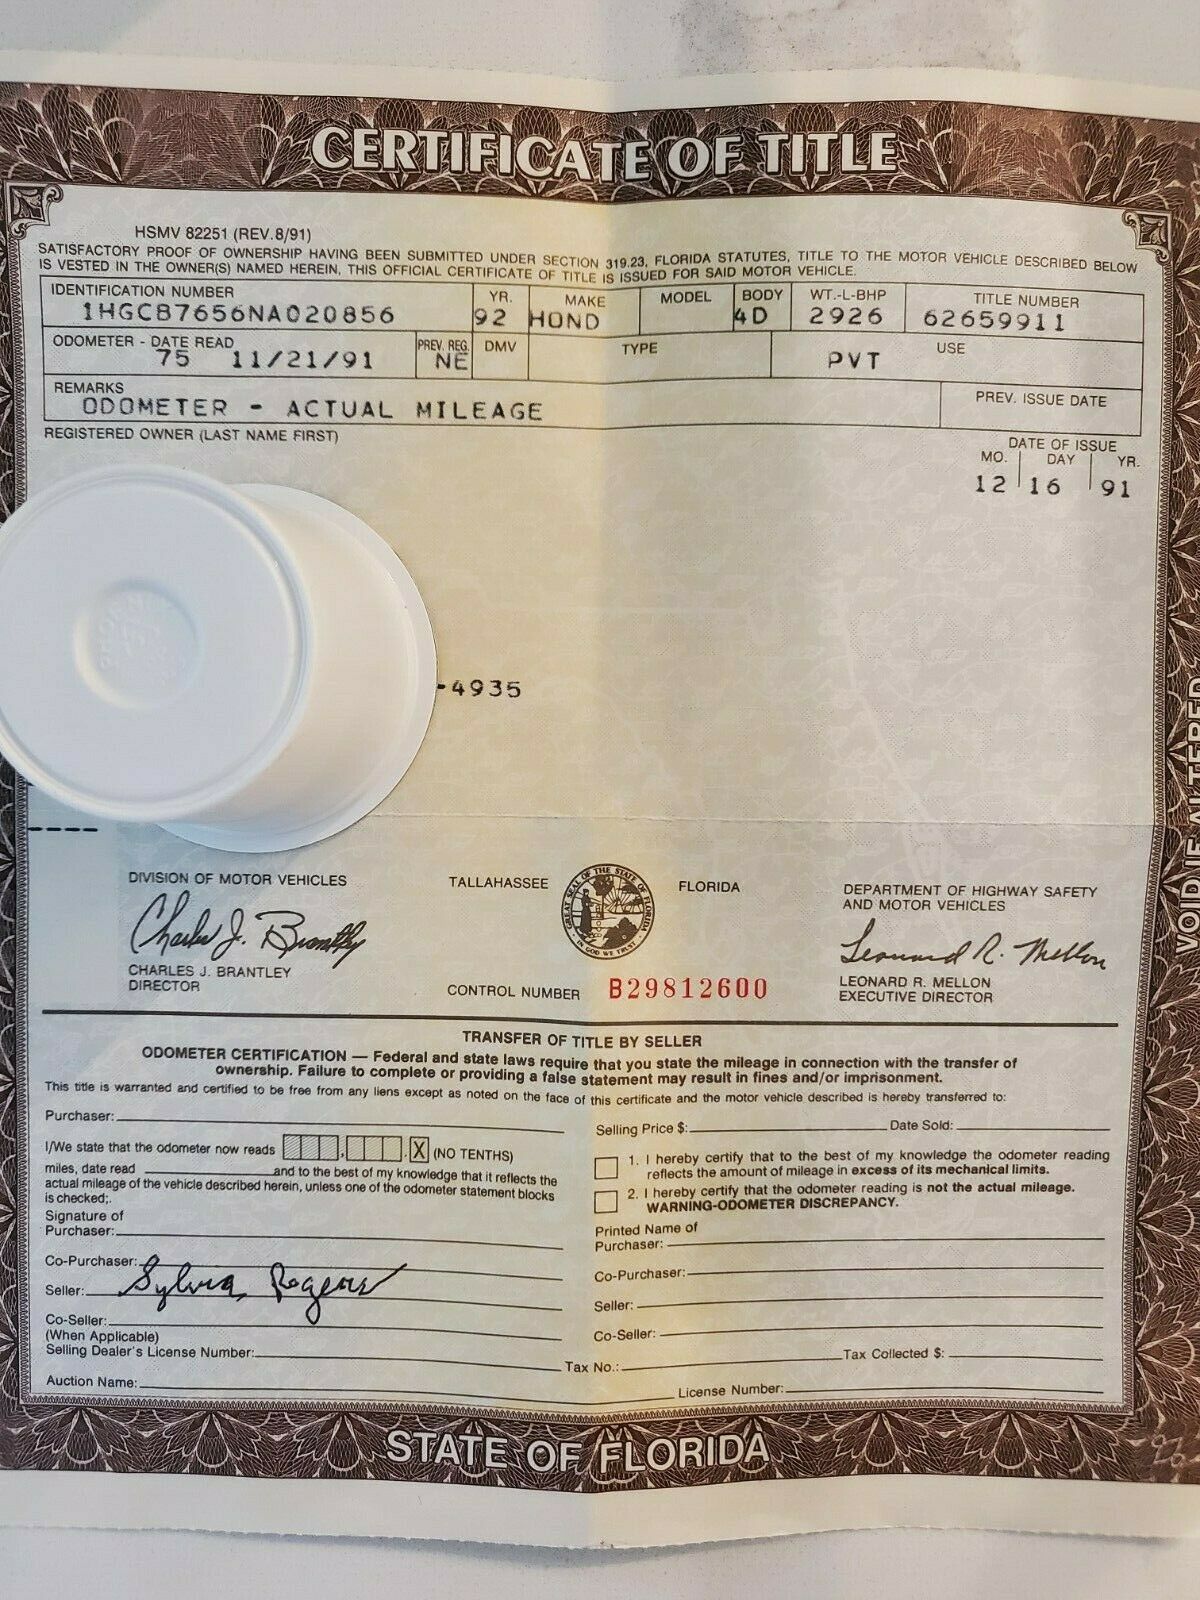 CERTIFICATE OF TITLE
HSMV 82251 (REV.8/91)
SATISFACTORY PROOF OF OWNERSHIP HAVING BEEN SUBMITTED UNDER SECTION 319.23, FLORIDA STATUTES, TITLE TO THE MOTOR VEHICLE DESCRIBED BELOW
IS VESTED IN THE OWNER(S) NAMED HEREIN, THIS OFFICIAL CERTIFICATE OF TITLE IS ISSUED FOR SAID MOTOR VEHICLE.
IDENTIFICATION NUMBER YR. MAKE MODEL BODY WT.-L-BHP TITLE NUMBER
1HGCB7656NA020856 92 HOND 4D 2926 62659911
ODOMETER - DATE READ PREV. REG. DMV TYPE USE
75 11/21/91 NE PVT
REMARKS PREV. ISSUE DATE
ODOMETER - ACTUAL MILEAGE
REGISTERED OWNER (LAST NAME FIRST) DATE OF ISSUE
MO. DAY YR.
12 16 91
-4935
----
DIVISION OF MOTOR VEHICLES TALLAHASSEE FLORIDA DEPARTMENT OF HIGHWAY SAFETY
AND MOTOR VEHICLES
GREAT SEAL OF THE STATE OF FLORIDA
IN GOD WE TRUST
Charles J. Brantley Leonard R. Mellon
CHARLES J. BRANTLEY LEONARD R. MELLON
DIRECTOR EXECUTIVE DIRECTOR
CONTROL NUMBER B29812600
TRANSFER OF TITLE BY SELLER
ODOMETER CERTIFICATION — Federal and state laws require that you state the mileage in connection with the transfer of
ownership. Failure to complete or providing a false statement may result in fines and/or imprisonment.
This title is warranted and certified to be free from any liens except as noted on the face of this certificate and the motor vehicle described is hereby transferred to:
Purchaser: Selling Price $: Date Sold:
I/We state that the odometer now reads , . X (NO TENTHS)
miles, date read and to the best of my knowledge that it reflects the
actual mileage of the vehicle described herein, unless one of the odometer statement blocks
is checked;.
1. I hereby certify that to the best of my knowledge the odometer reading
reflects the amount of mileage in excess of its mechanical limits.
2. I hereby certify that the odometer reading is not the actual mileage.
WARNING-ODOMETER DISCREPANCY.
Signature of
Purchaser:
Printed Name of
Purchaser:
Co-Purchaser: Co-Purchaser:
Seller: Sylvia Rogers Seller:
Co-Seller: Co-Seller:
(When Applicable)
Selling Dealer's License Number: Tax No.: Tax Collected $:
Auction Name: License Number:
STATE OF FLORIDA
VOID IF ALTERED